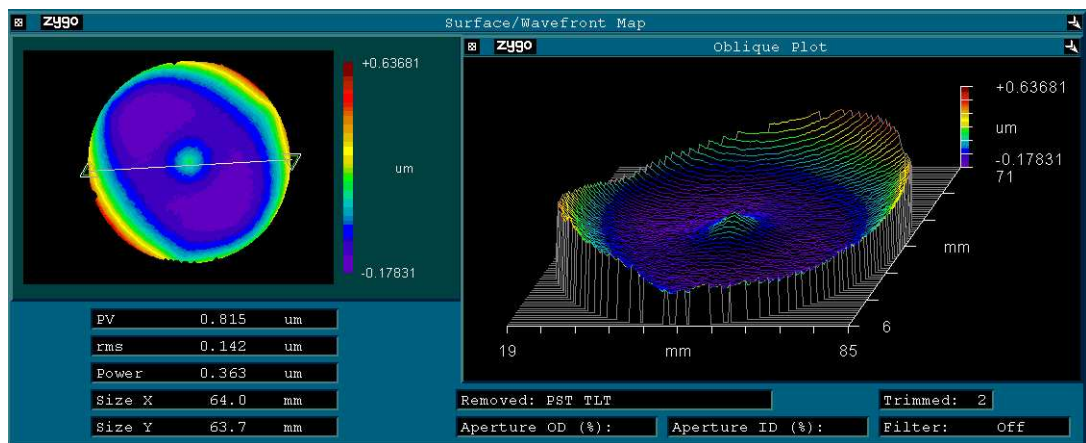 zygo Surface/Wavefront Map
zygo Oblique Plot
+0.63681
um
-0.17831
+0.63681
um
-0.17831
71
mm
6
19 mm 85
PV 0.815 um
rms 0.142 um
Power 0.363 um
Size X 64.0 mm
Size Y 63.7 mm
Removed: PST TLT
Trimmed: 2
Aperture OD (%):
Aperture ID (%):
Filter: Off